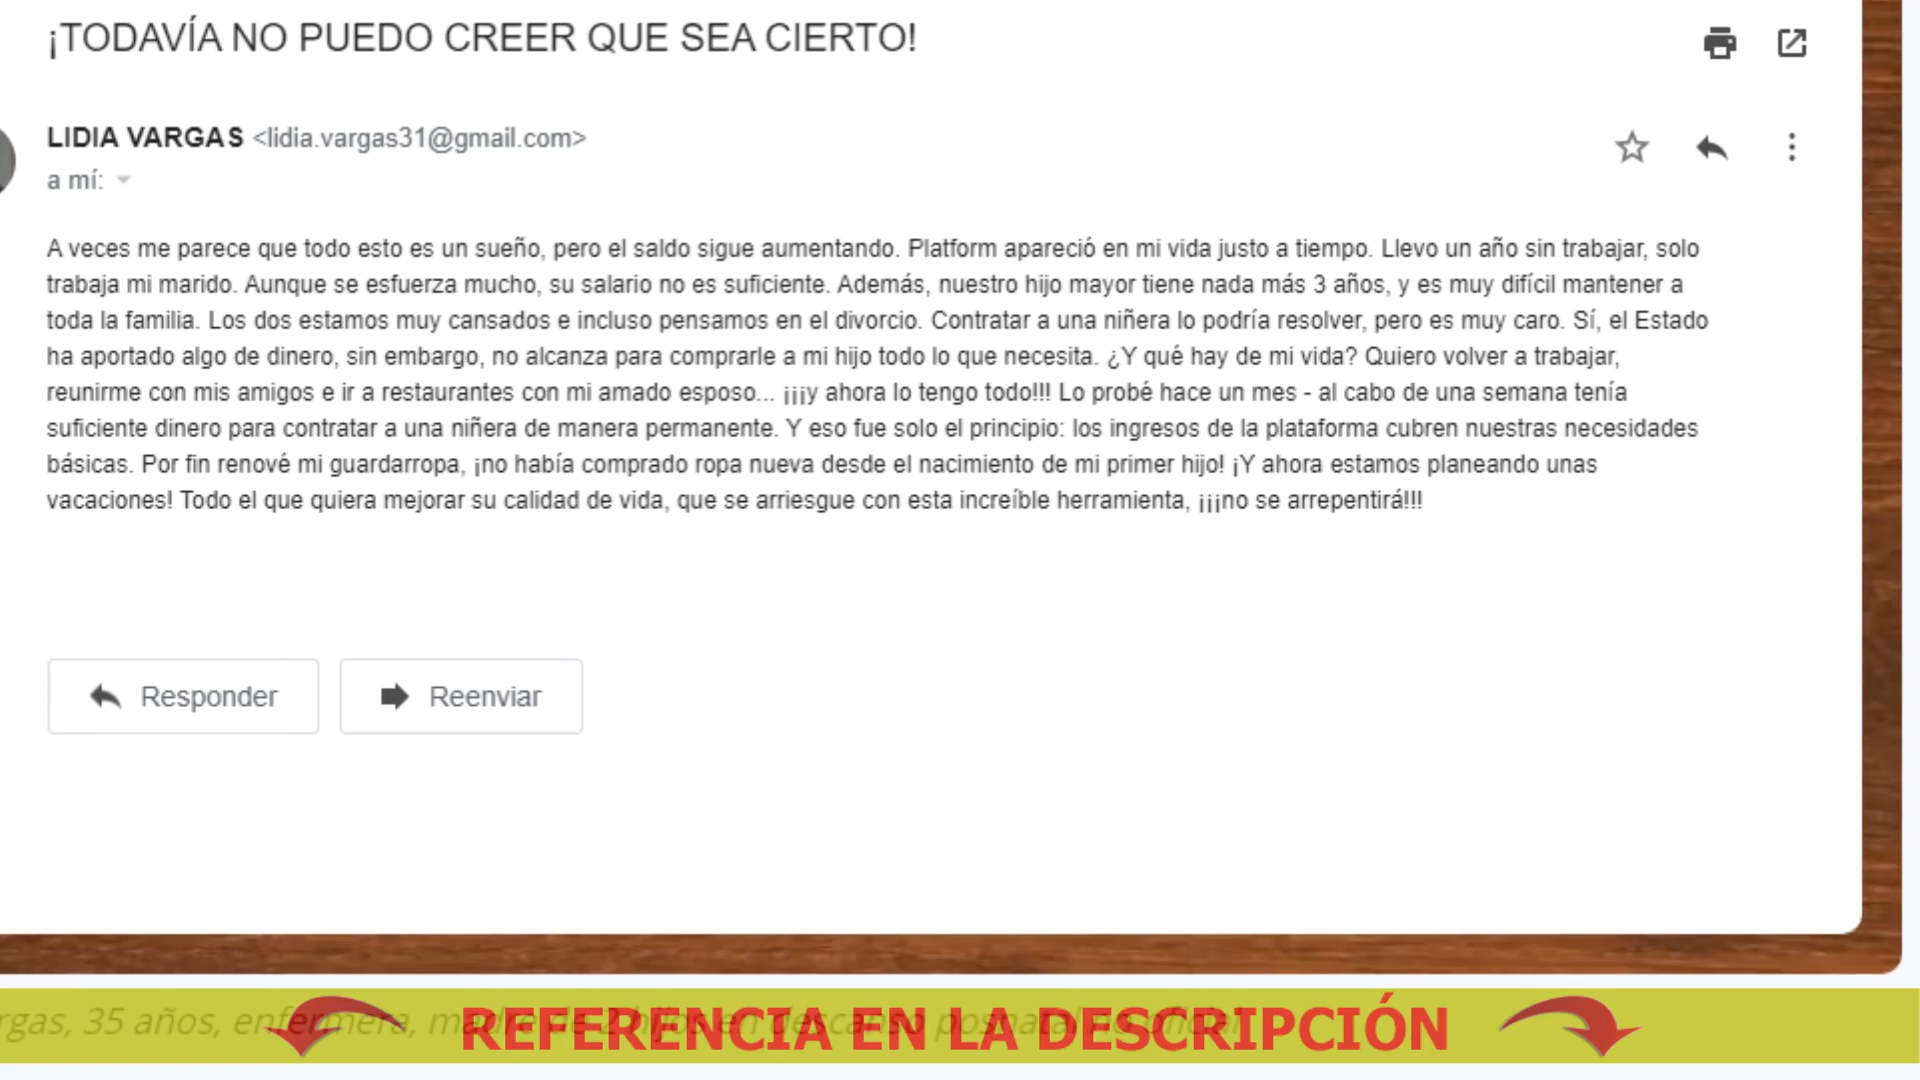 ¡TODAVÍA NO PUEDO CREER QUE SEA CIERTO!
LIDIA VARGAS <lidia.vargas31@gmail.com>
a mí:
A veces me parece que todo esto es un sueño, pero el saldo sigue aumentando. Platform apareció en mi vida justo a tiempo. Llevo un año sin trabajar, solo
trabaja mi marido. Aunque se esfuerza mucho, su salario no es suficiente. Además, nuestro hijo mayor tiene nada más 3 años, y es muy difícil mantener a
toda la familia. Los dos estamos muy cansados e incluso pensamos en el divorcio. Contratar a una niñera lo podría resolver, pero es muy caro. Sí, el Estado
ha aportado algo de dinero, sin embargo, no alcanza para comprarle a mi hijo todo lo que necesita. ¿Y qué hay de mi vida? Quiero volver a trabajar,
reunirme con mis amigos e ir a restaurantes con mi amado esposo... ¡¡¡y ahora lo tengo todo!!! Lo probé hace un mes - al cabo de una semana tenía
suficiente dinero para contratar a una niñera de manera permanente. Y eso fue solo el principio: los ingresos de la plataforma cubren nuestras necesidades
básicas. Por fin renové mi guardarropa, ¡no había comprado ropa nueva desde el nacimiento de mi primer hijo! ¡Y ahora estamos planeando unas
vacaciones! Todo el que quiera mejorar su calidad de vida, que se arriesgue con esta increíble herramienta, ¡¡¡no se arrepentirá!!!
Responder
Reenviar
rgas, 35 años, enfermera, madre de 2 hijos en descanso posnatal
REFERENCIA EN LA DESCRIPCIÓN